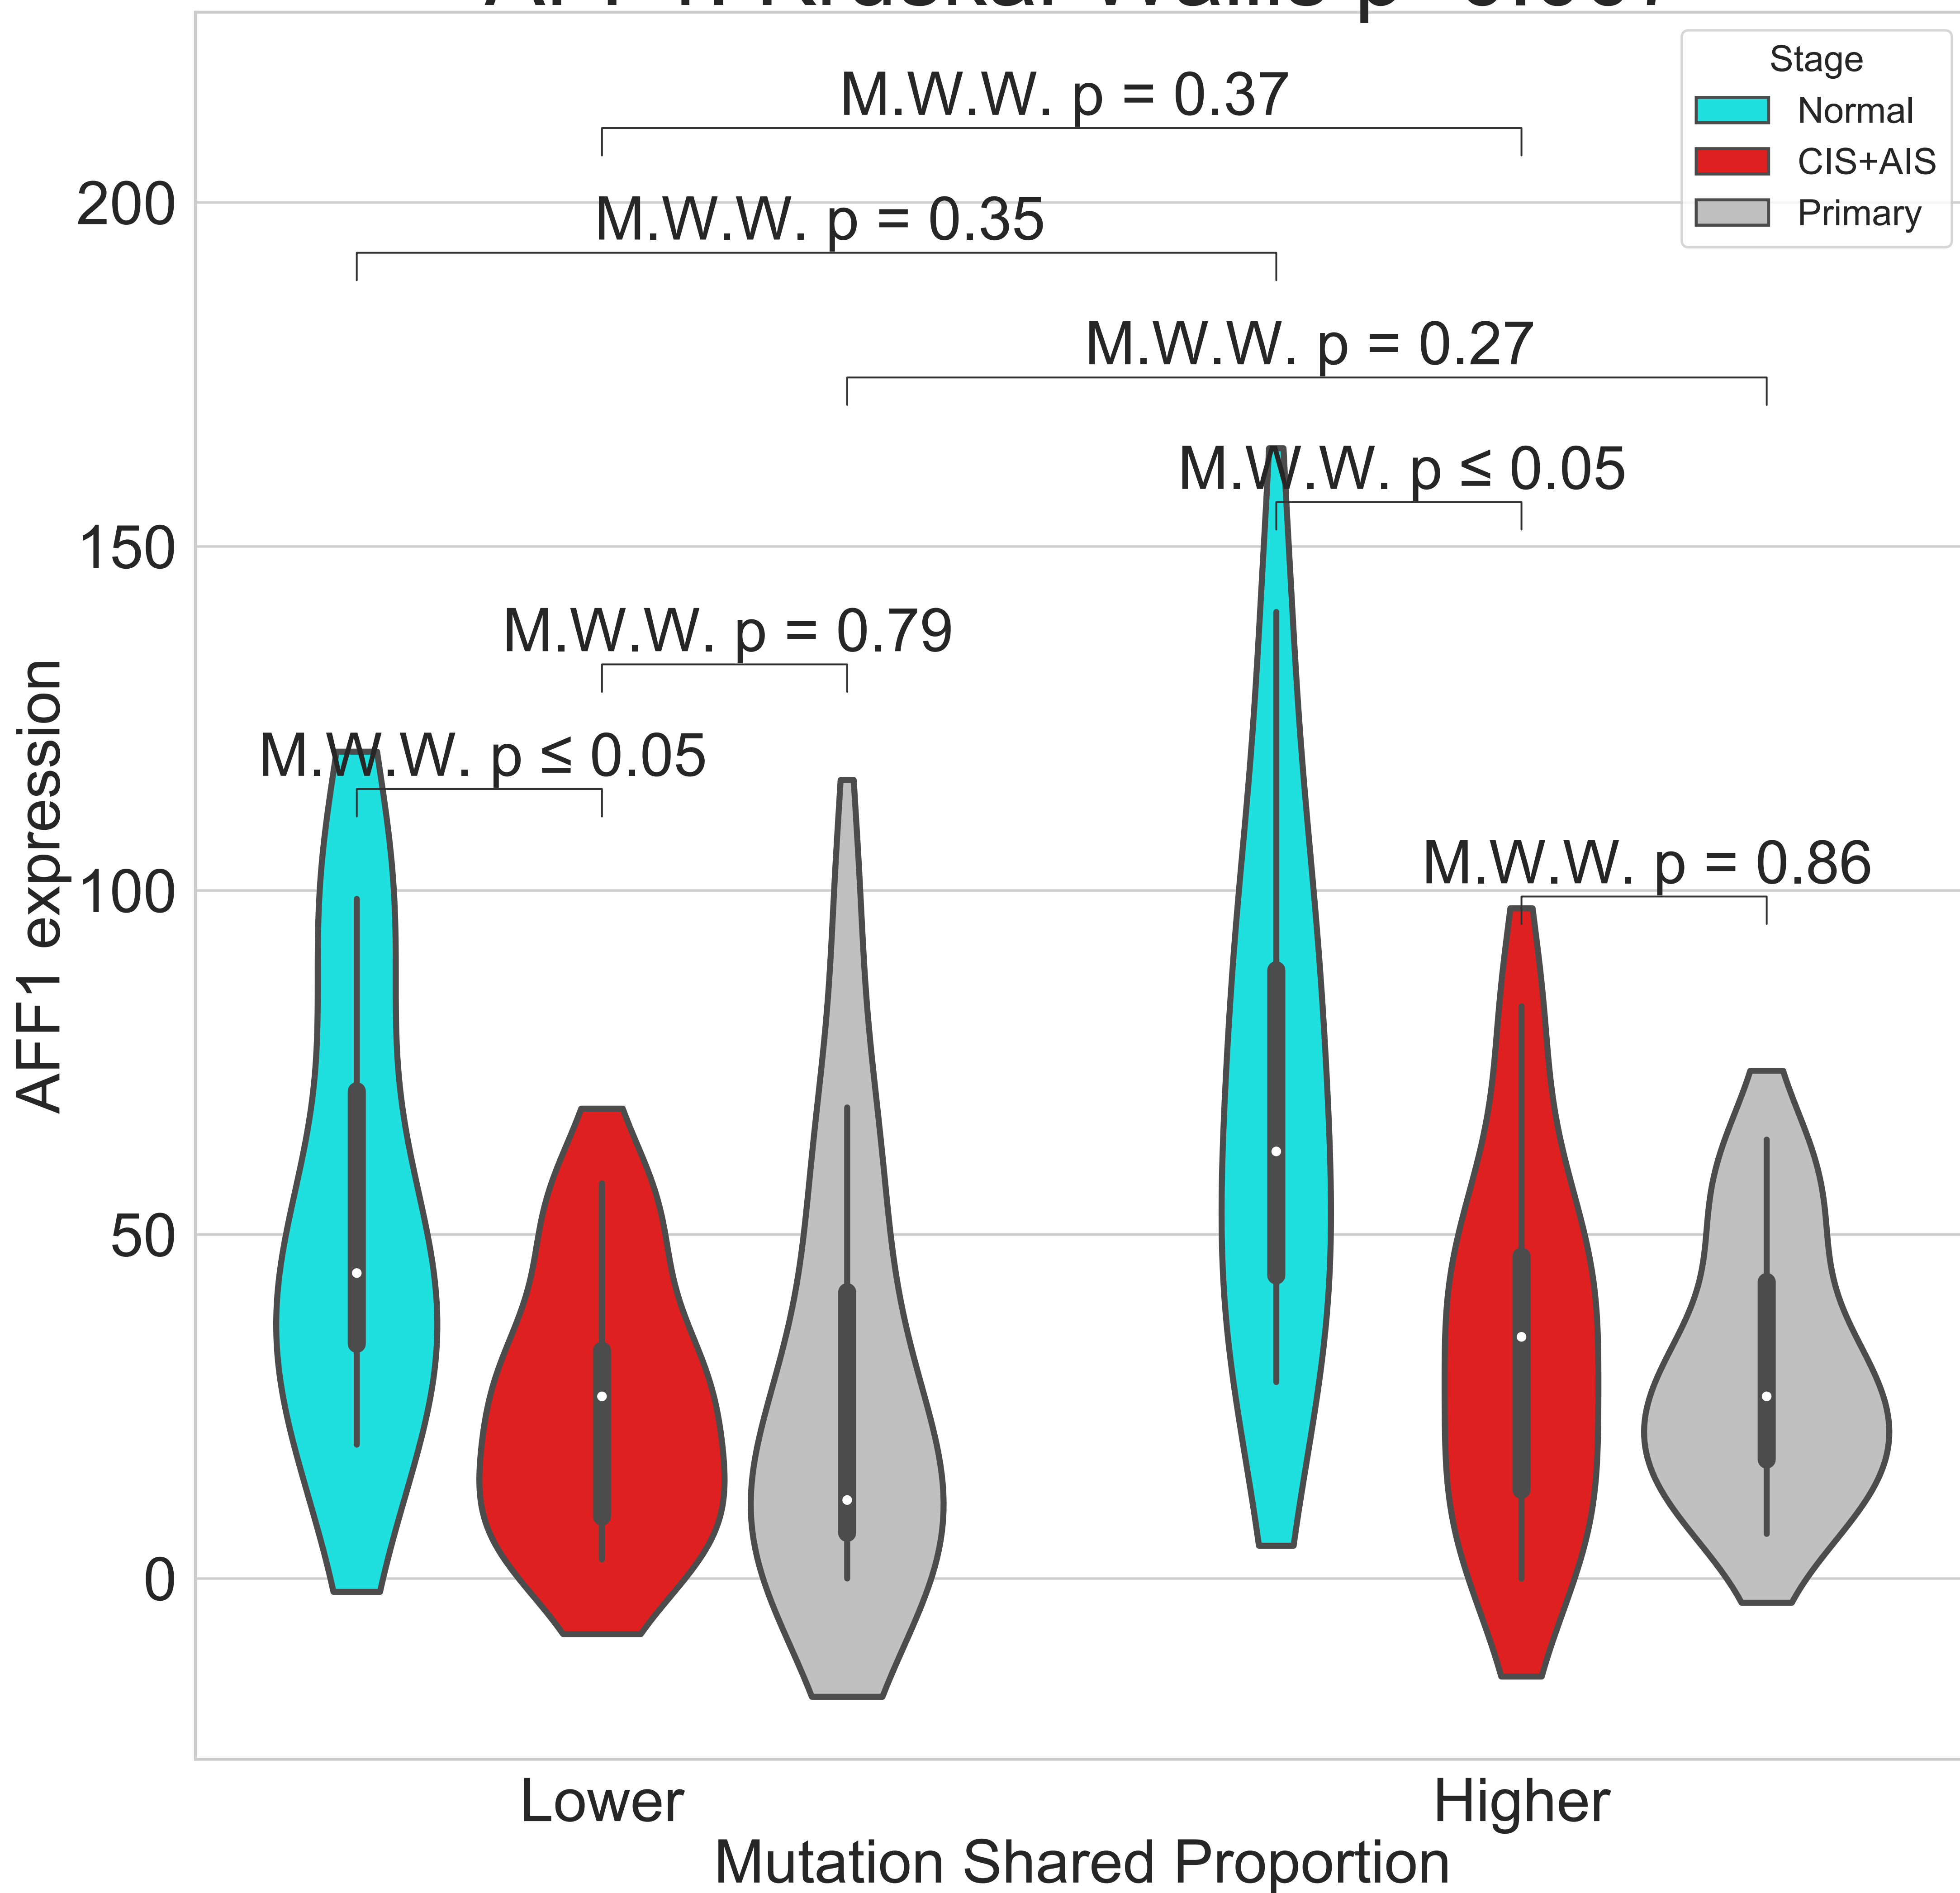 Stage
Normal
CIS+AIS
Primary
M.W.W. p = 0.37
M.W.W. p = 0.35
M.W.W. p = 0.27
M.W.W. p ≤ 0.05
M.W.W. p = 0.79
M.W.W. p ≤ 0.05
M.W.W. p = 0.86
200
150
100
50
0
AFF1 expression
Lower
Higher
Mutation Shared Proportion